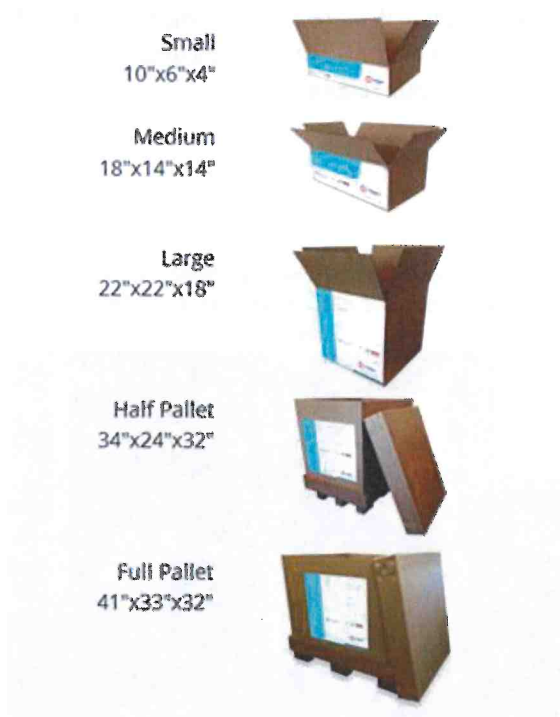 Small
10"x6"x4"
Medium
18"x14"x14"
Large
22"x22"x18"
Half Pallet
34"x24"x32"
Full Pallet
41"x33"x32"